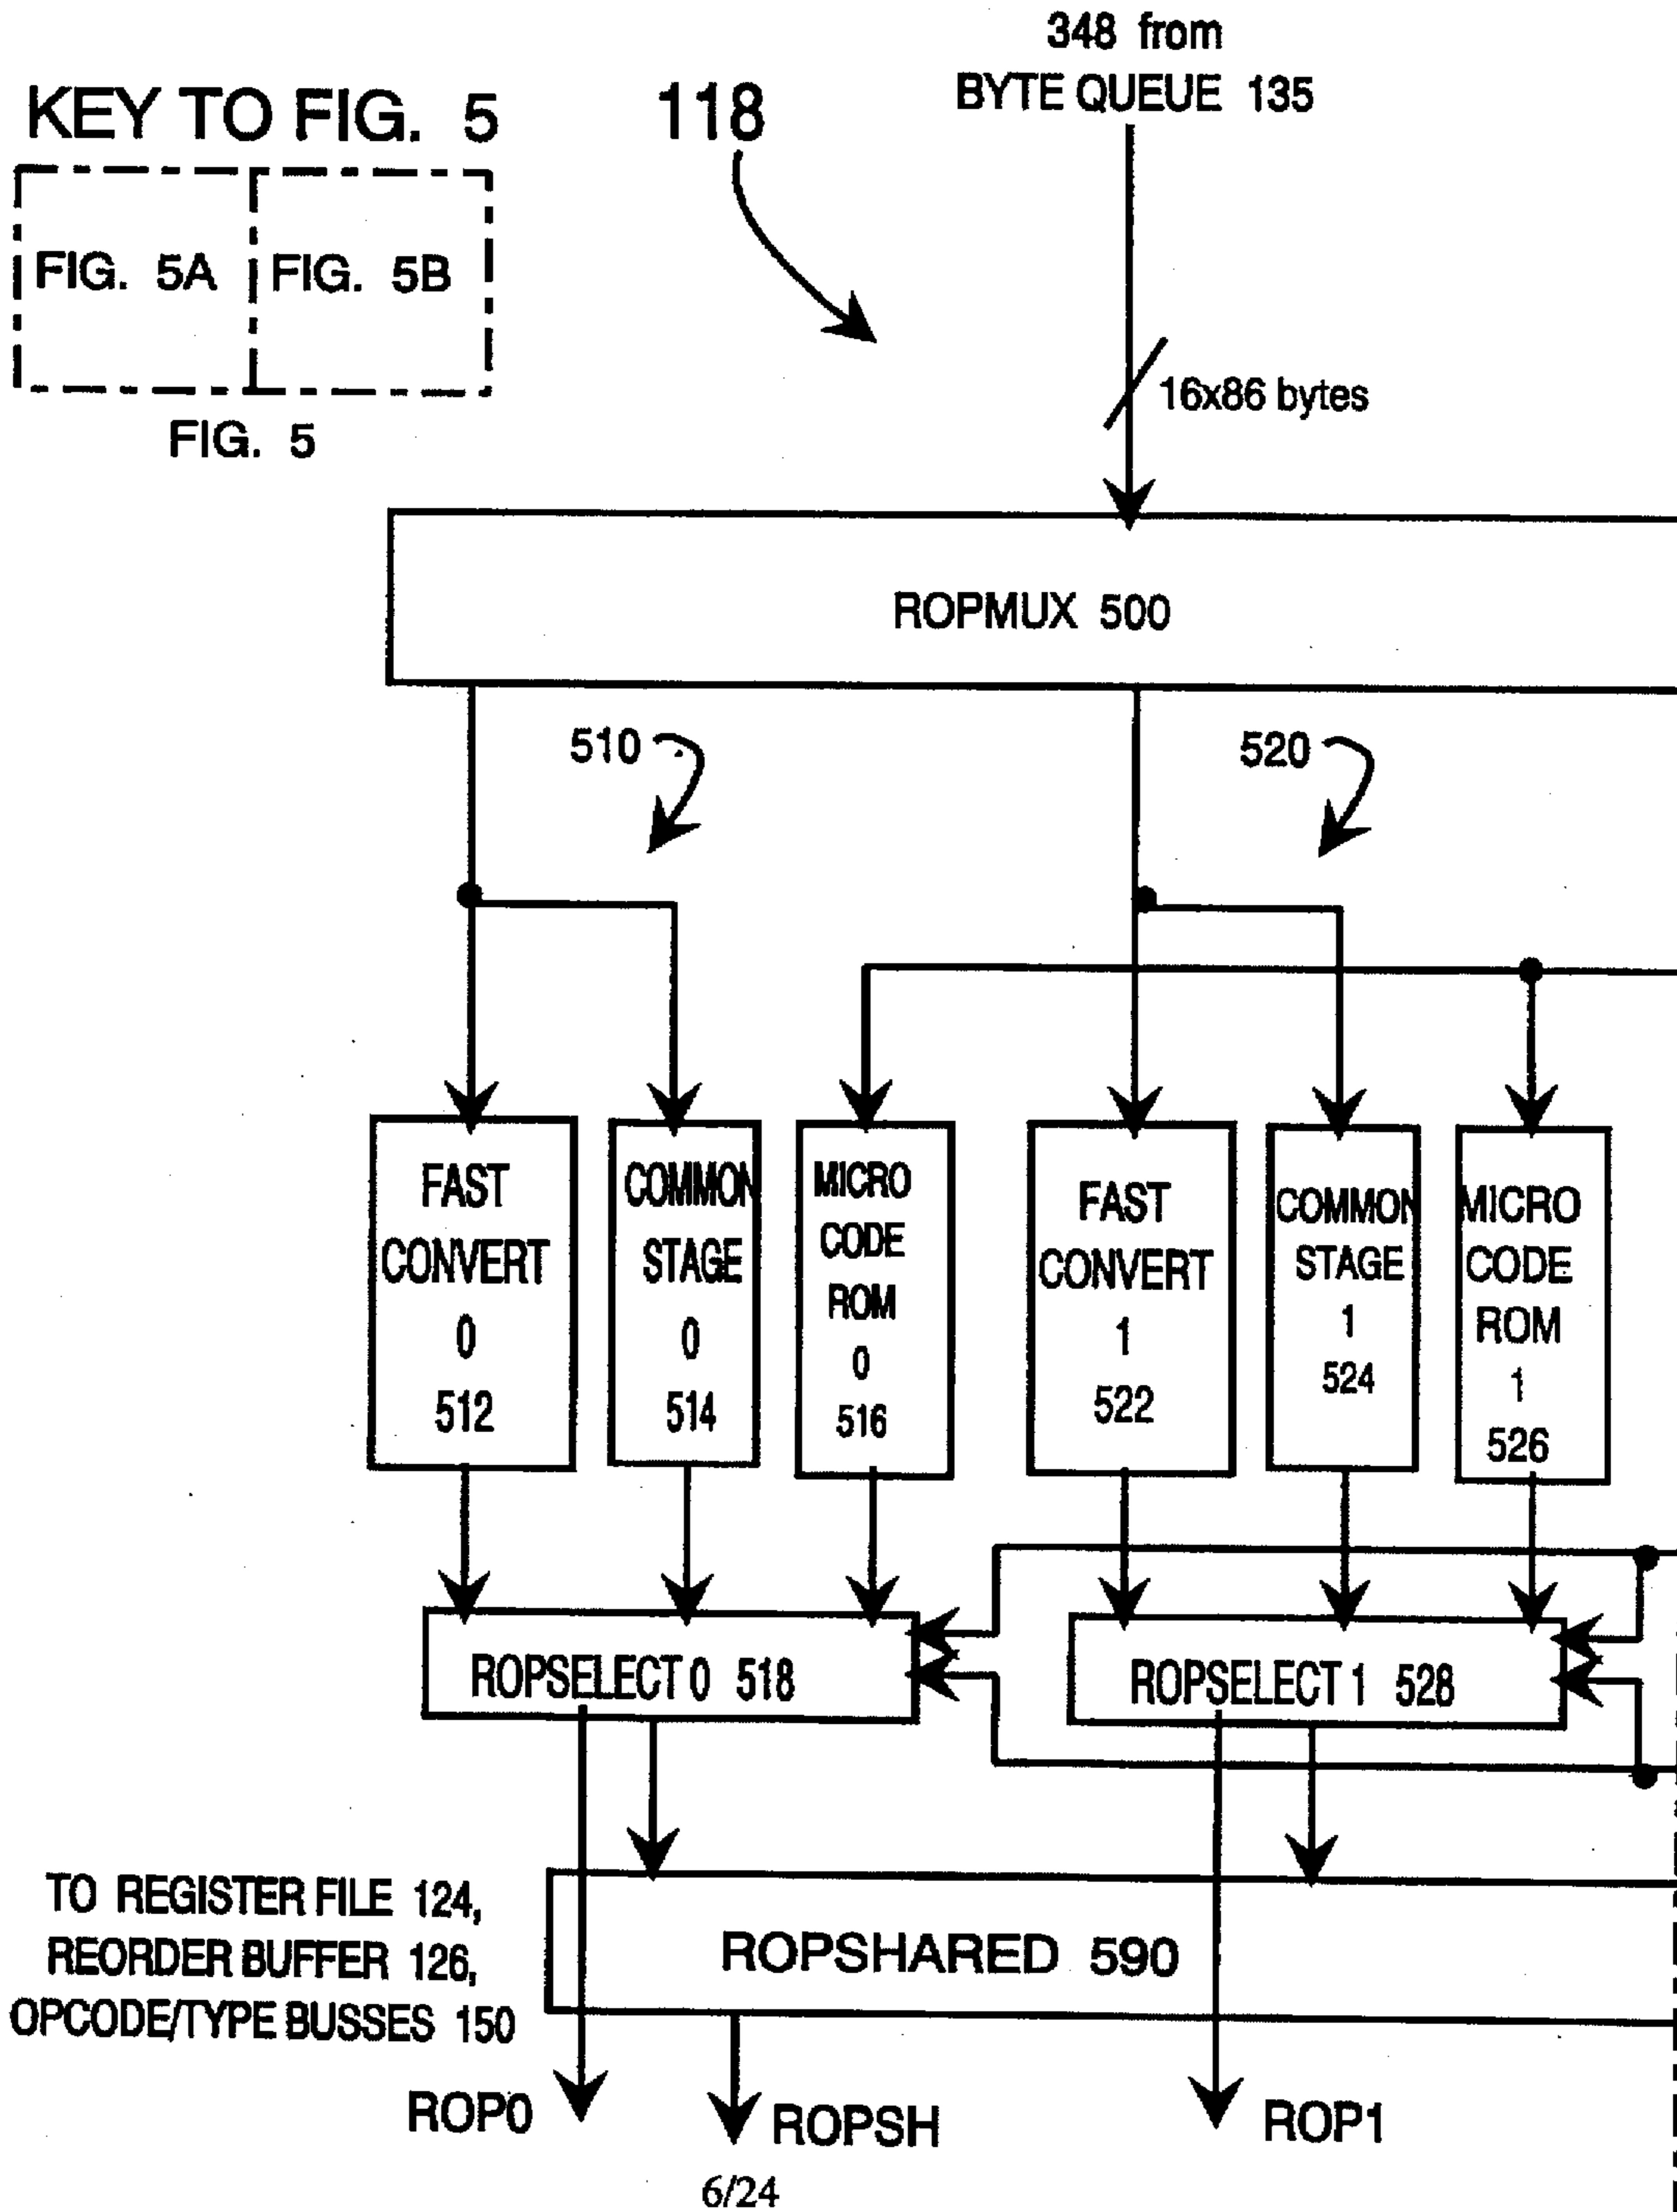 348 from
BYTE QUEUE 135
KEY TO FIG. 5
118
FIG. 5A
FIG. 5B
16x86 bytes
FIG. 5
ROPMUX 500
510
520
FAST
CONVERT
0
512
COMMON
STAGE
0
514
MICRO
CODE
ROM
0
516
FAST
CONVERT
1
522
COMMON
STAGE
1
524
MICRO
CODE
ROM
1
526
ROPSELECT 0 518
ROPSELECT 1 528
TO REGISTER FILE 124,
REORDER BUFFER 126,
OPCODE/TYPE BUSSES 150
ROPSHARED 590
ROP0
ROPSH
ROP1
6/24